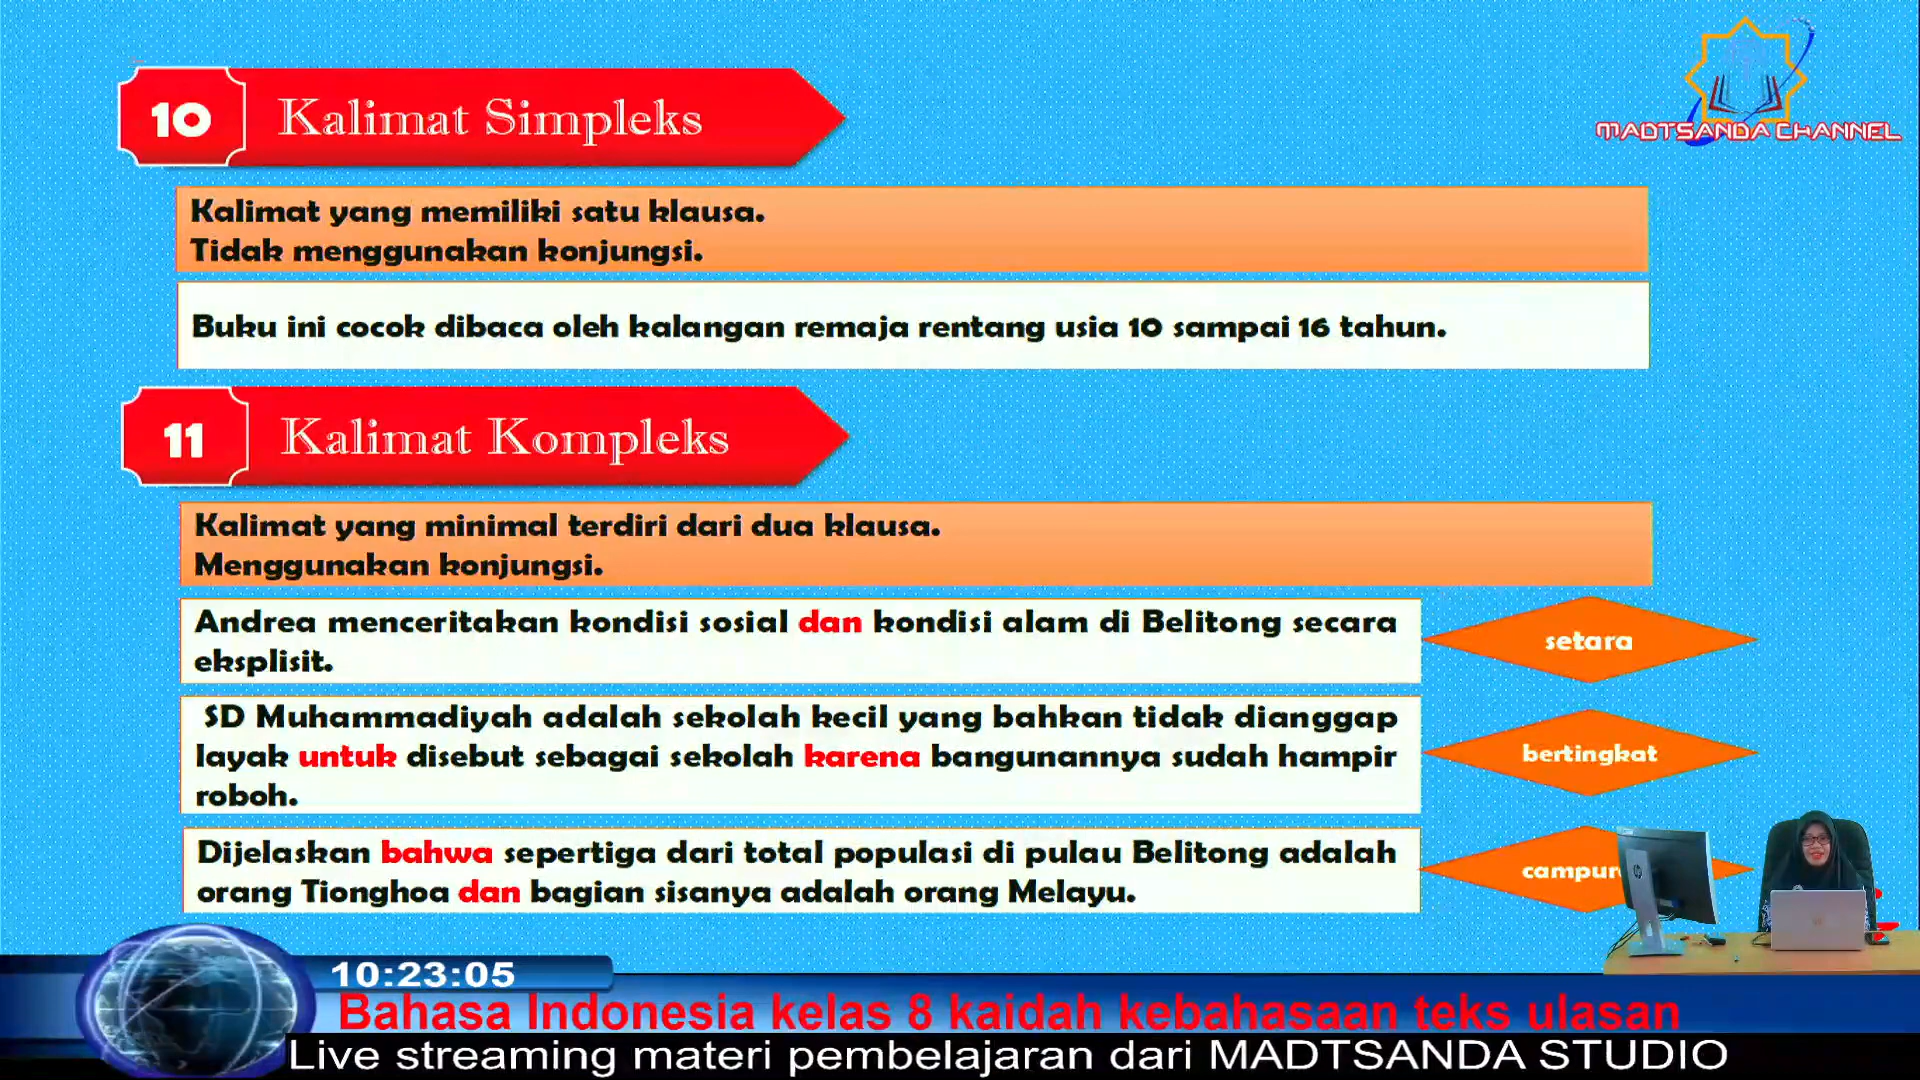 MADTSANDA CHANNEL
10 Kalimat Simpleks
Kalimat yang memiliki satu klausa.
Tidak menggunakan konjungsi.
Buku ini cocok dibaca oleh kalangan remaja rentang usia 10 sampai 16 tahun.
11 Kalimat Kompleks
Kalimat yang minimal terdiri dari dua klausa.
Menggunakan konjungsi.
Andrea menceritakan kondisi sosial dan kondisi alam di Belitong secara
eksplisit.
setara
SD Muhammadiyah adalah sekolah kecil yang bahkan tidak dianggap
layak untuk disebut sebagai sekolah karena bangunannya sudah hampir
roboh.
bertingkat
Dijelaskan bahwa sepertiga dari total populasi di pulau Belitong adalah
orang Tionghoa dan bagian sisanya adalah orang Melayu.
10:23:05
Bahasa Indonesia kelas 8 kaidah kebahasaan teks ulasan
Live streaming materi pembelajaran dari MADTSANDA STUDIO